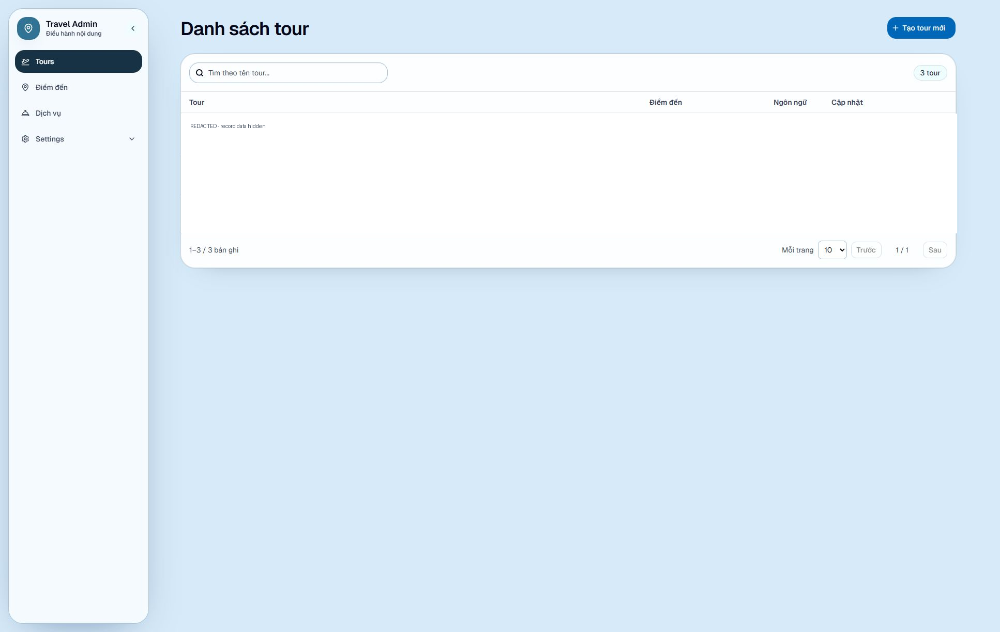 Travel Admin
Điều hành nội dung
Tours
Điểm đến
Dịch vụ
Settings
Danh sách tour
Tạo tour mới
Tìm theo tên tour...
3 tour
Tour Điểm đến Ngôn ngữ Cập nhật
REDACTED - record data hidden
1–3 / 3 bản ghi
Mỗi trang 10 Trước 1 / 1 Sau